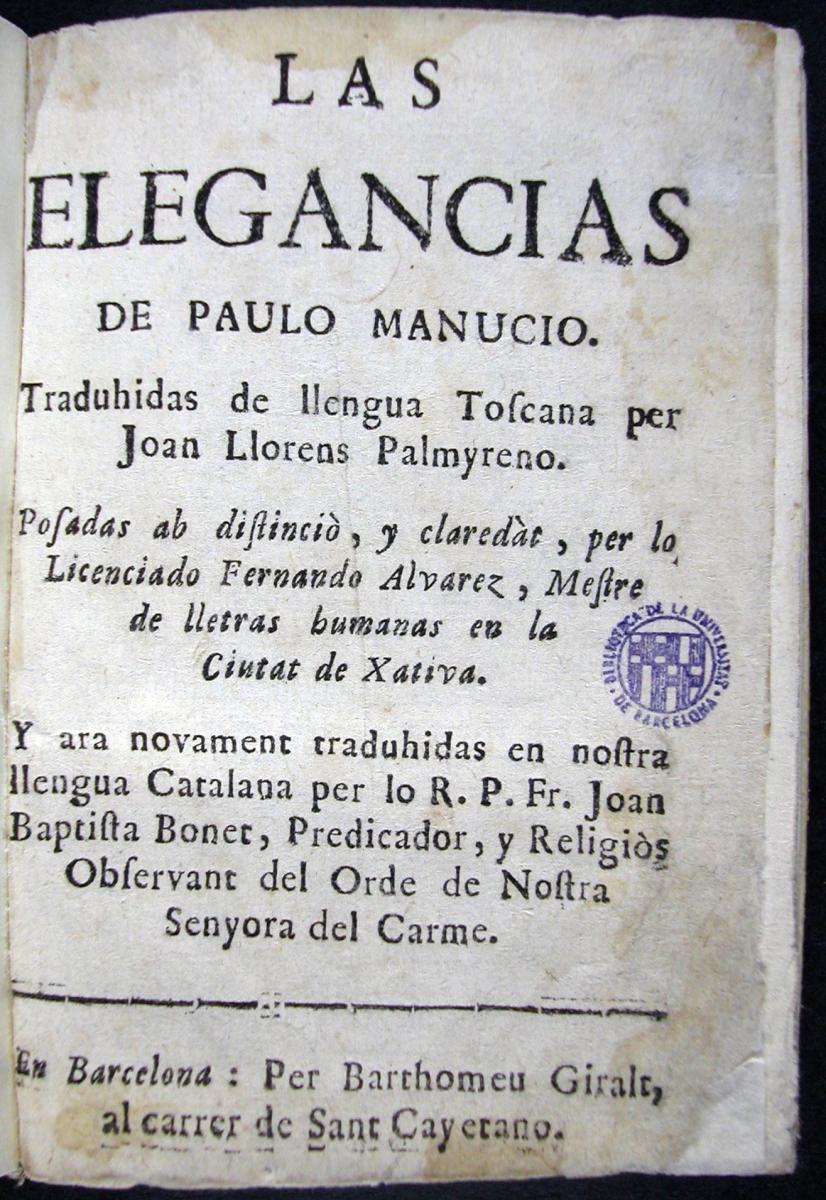 LAS
ELEGANCIAS
DE PAULO MANUCIO.
Traduhidas de llengua Toſcana per
Joan Llorens Palmyreno.
Poſadas ab diſtinciò, y claredàt, per lo
Licenciado Fernando Alvarez, Meſtre
de lletras humanas en la
Ciutat de Xativa.
BIBLIOTECA DE LA UNIVERSITAT DE BARCELONA
Y ara novament traduhidas en noſtra
llengua Catalana per lo R. P. Fr. Joan
Baptiſta Bonet, Predicador, y Religiòs
Obſervant del Orde de Noſtra
Senyora del Carme.
En Barcelona : Per Barthomeu Giralt,
al carrer de Sant Cayetano.